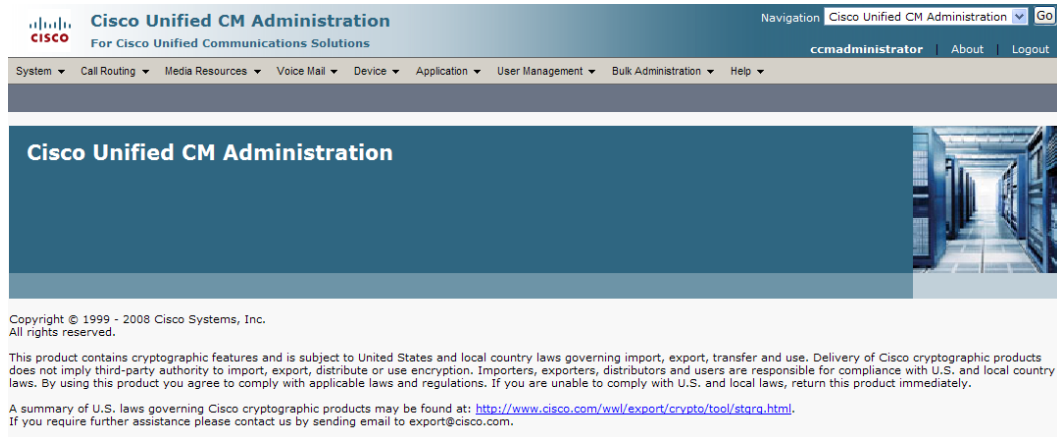 Cisco Unified CM Administration
For Cisco Unified Communications Solutions
CISCO
Navigation Cisco Unified CM Administration Go
ccmadministrator | About | Logout
System Call Routing Media Resources Voice Mail Device Application User Management Bulk Administration Help
Cisco Unified CM Administration
Copyright © 1999 - 2008 Cisco Systems, Inc.
All rights reserved.
This product contains cryptographic features and is subject to United States and local country laws governing import, export, transfer and use. Delivery of Cisco cryptographic products
does not imply third-party authority to import, export, distribute or use encryption. Importers, exporters, distributors and users are responsible for compliance with U.S. and local country
laws. By using this product you agree to comply with applicable laws and regulations. If you are unable to comply with U.S. and local laws, return this product immediately.
A summary of U.S. laws governing Cisco cryptographic products may be found at: http://www.cisco.com/wwl/export/crypto/tool/stqrg.html.
If you require further assistance please contact us by sending email to export@cisco.com.